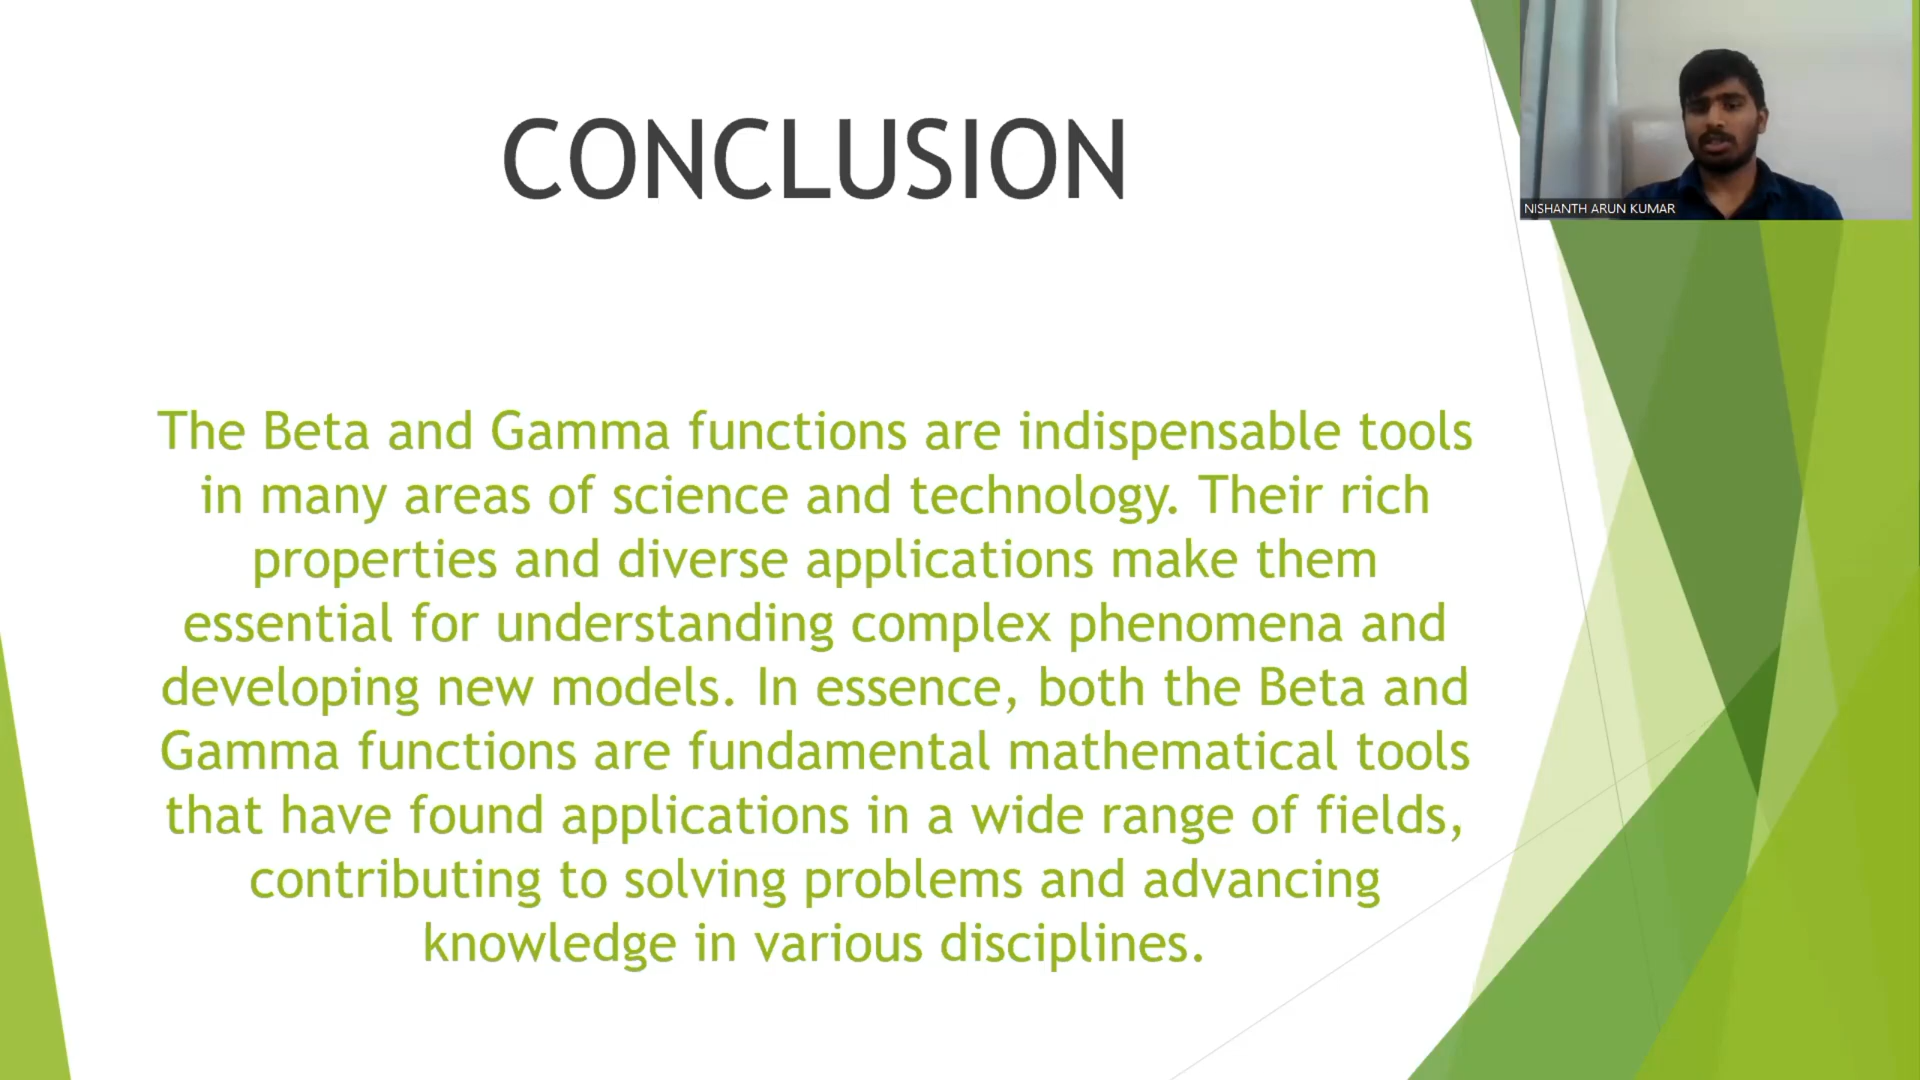 CONCLUSION
NISHANTH ARUN KUMAR
The Beta and Gamma functions are indispensable tools
in many areas of science and technology. Their rich
properties and diverse applications make them
essential for understanding complex phenomena and
developing new models. In essence, both the Beta and
Gamma functions are fundamental mathematical tools
that have found applications in a wide range of fields,
contributing to solving problems and advancing
knowledge in various disciplines.